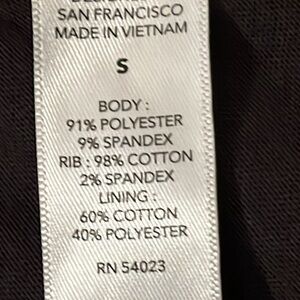 SAN FRANCISCO
MADE IN VIETNAM
S
BODY :
91% POLYESTER
9% SPANDEX
RIB : 98% COTTON
2% SPANDEX
LINING :
60% COTTON
40% POLYESTER
RN 54023